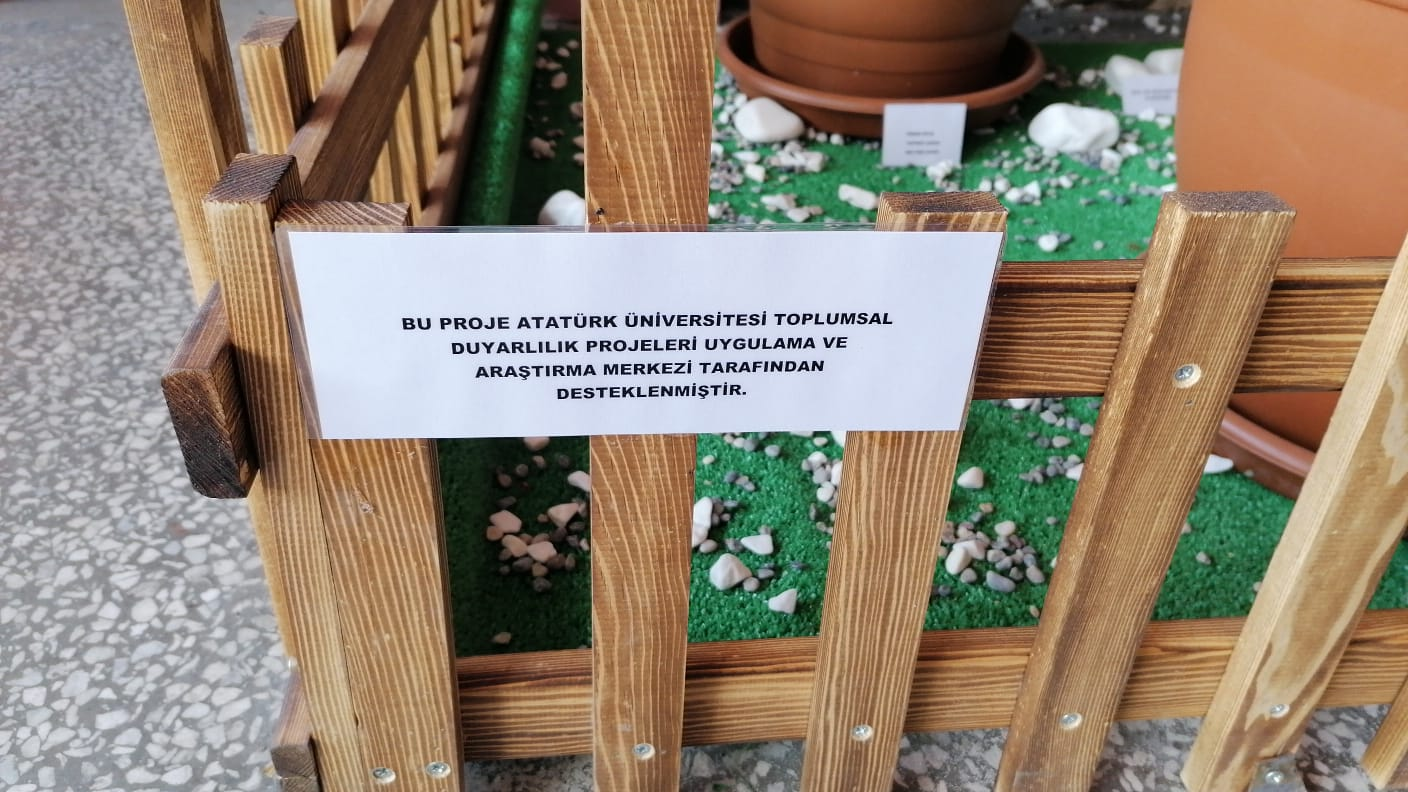 BU PROJE ATATÜRK ÜNİVERSİTESİ TOPLUMSAL
DUYARLILIK PROJELERİ UYGULAMA VE
ARAŞTIRMA MERKEZİ TARAFINDAN
DESTEKLENMİŞTİR.